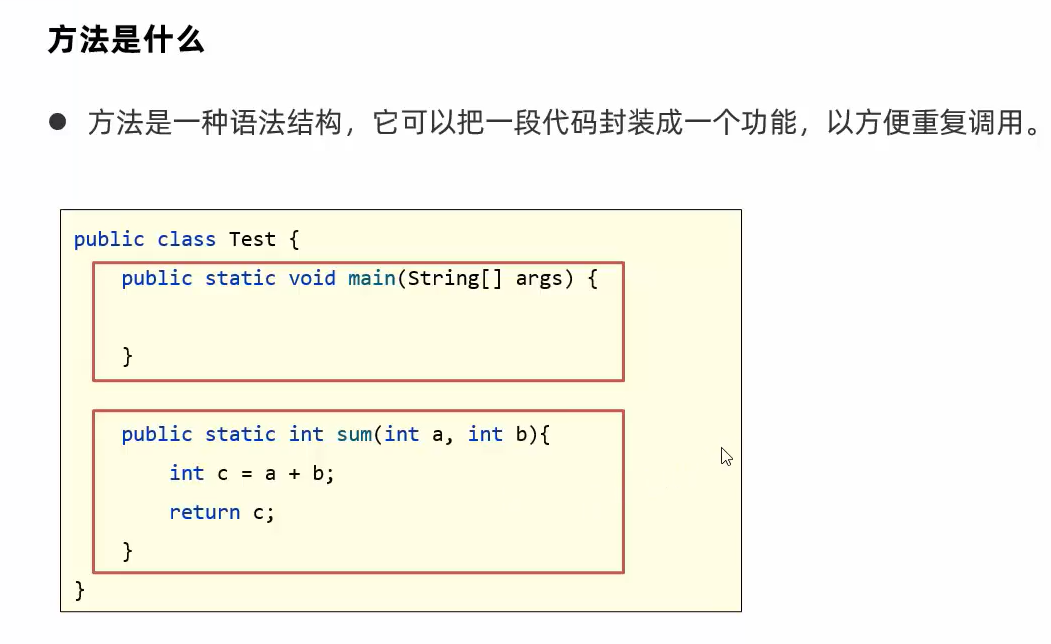 方法是什么
● 方法是一种语法结构，它可以把一段代码封装成一个功能，以方便重复调用。
public class Test {
    public static void main(String[] args) {
    }
    public static int sum(int a, int b){
        int c = a + b;
        return c;
    }
}